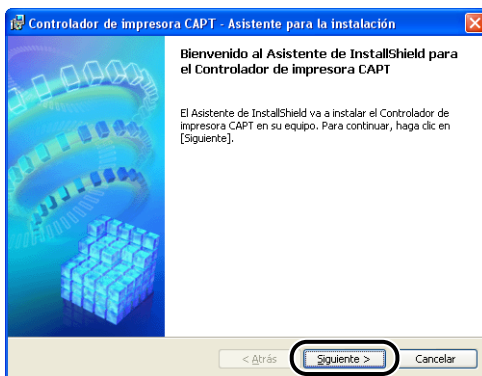 Controlador de impresora CAPT - Asistente para la instalación
Bienvenido al Asistente de InstallShield para
el Controlador de impresora CAPT
El Asistente de InstallShield va a instalar el Controlador de
impresora CAPT en su equipo. Para continuar, haga clic en
[Siguiente].
< Atrás
Siguiente >
Cancelar